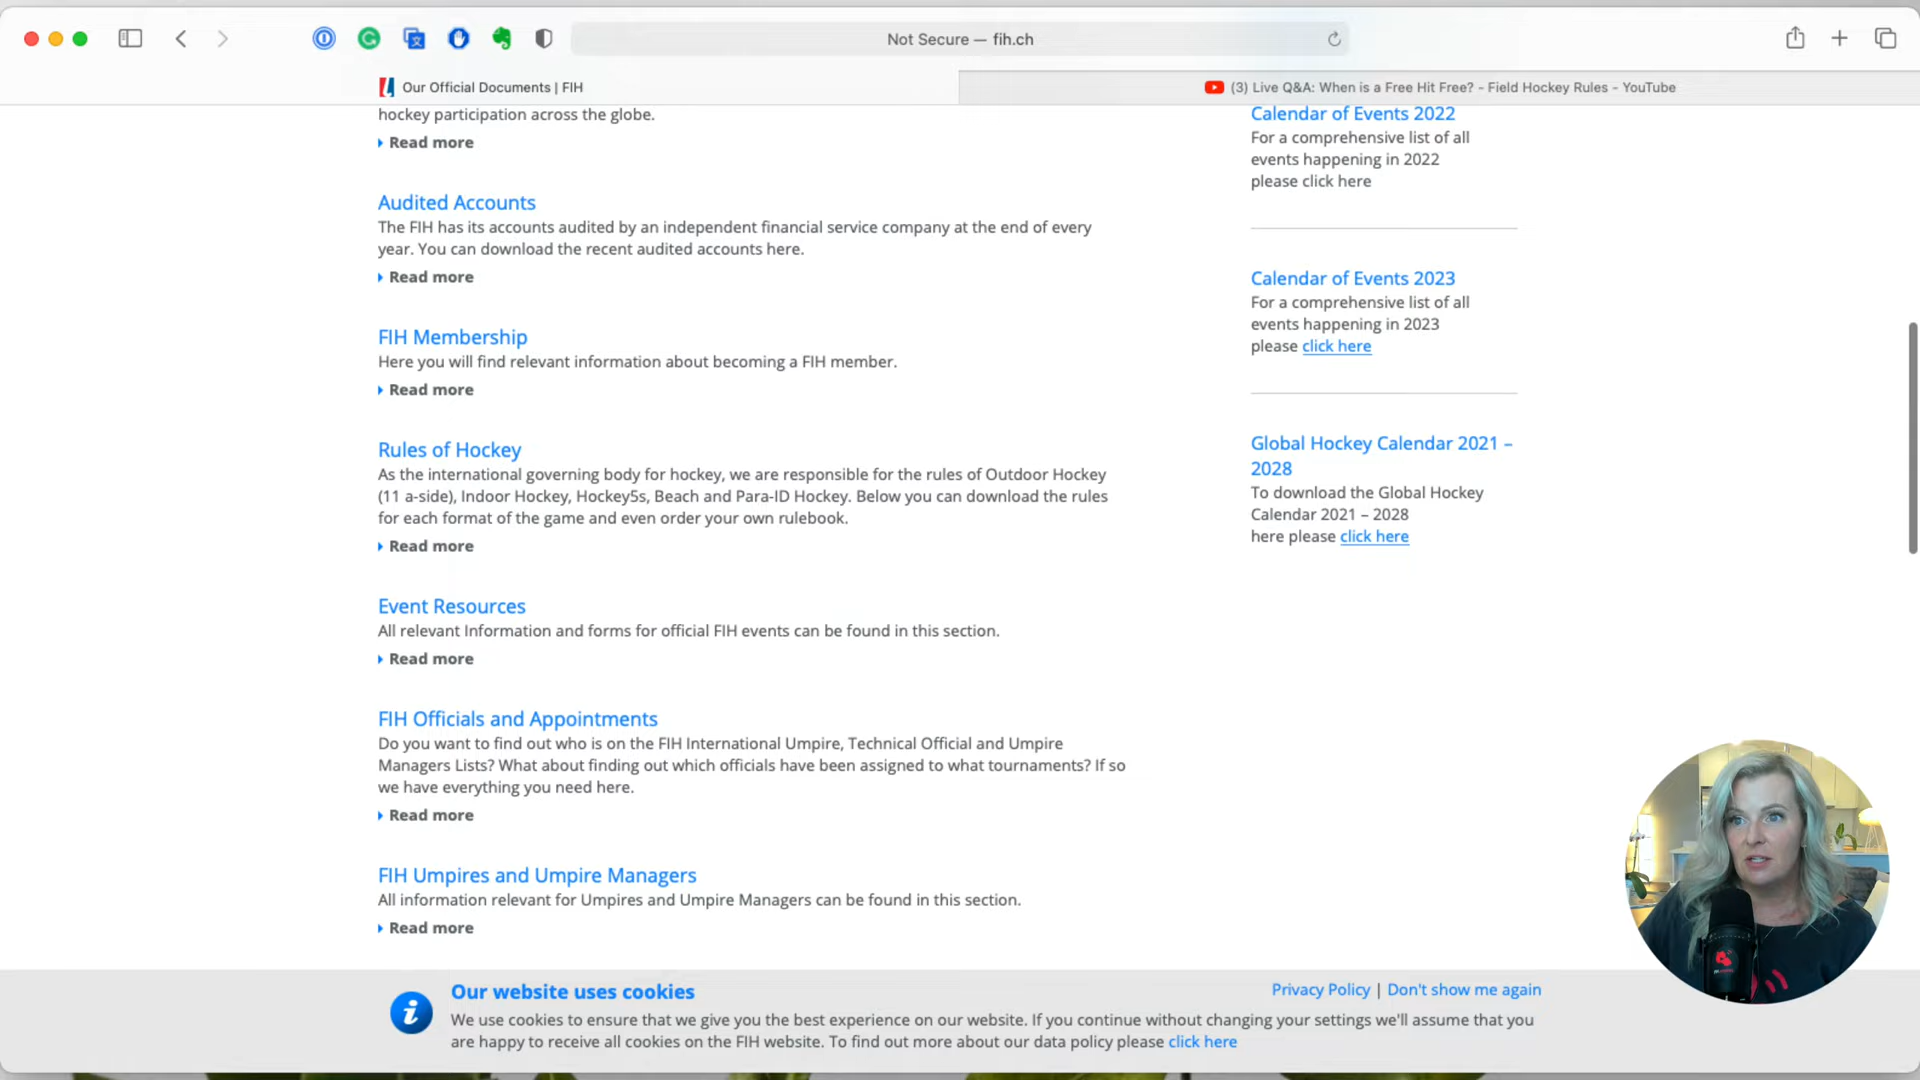 Not Secure — fih.ch
Our Official Documents | FIH
(3) Live Q&A: When is a Free Hit Free? - Field Hockey Rules - YouTube
hockey participation across the globe.
Read more
Audited Accounts
The FIH has its accounts audited by an independent financial service company at the end of every
year. You can download the recent audited accounts here.
Read more
FIH Membership
Here you will find relevant information about becoming a FIH member.
Read more
Rules of Hockey
As the international governing body for hockey, we are responsible for the rules of Outdoor Hockey
(11 a-side), Indoor Hockey, Hockey5s, Beach and Para-ID Hockey. Below you can download the rules
for each format of the game and even order your own rulebook.
Read more
Event Resources
All relevant Information and forms for official FIH events can be found in this section.
Read more
FIH Officials and Appointments
Do you want to find out who is on the FIH International Umpire, Technical Official and Umpire
Managers Lists? What about finding out which officials have been assigned to what tournaments? If so
we have everything you need here.
Read more
FIH Umpires and Umpire Managers
All information relevant for Umpires and Umpire Managers can be found in this section.
Read more
Calendar of Events 2022
For a comprehensive list of all
events happening in 2022
please click here
Calendar of Events 2023
For a comprehensive list of all
events happening in 2023
please click here
Global Hockey Calendar 2021 –
2028
To download the Global Hockey
Calendar 2021 – 2028
here please click here
Our website uses cookies
Privacy Policy | Don't show me again
We use cookies to ensure that we give you the best experience on our website. If you continue without changing your settings we'll assume that you
are happy to receive all cookies on the FIH website. To find out more about our data policy please click here